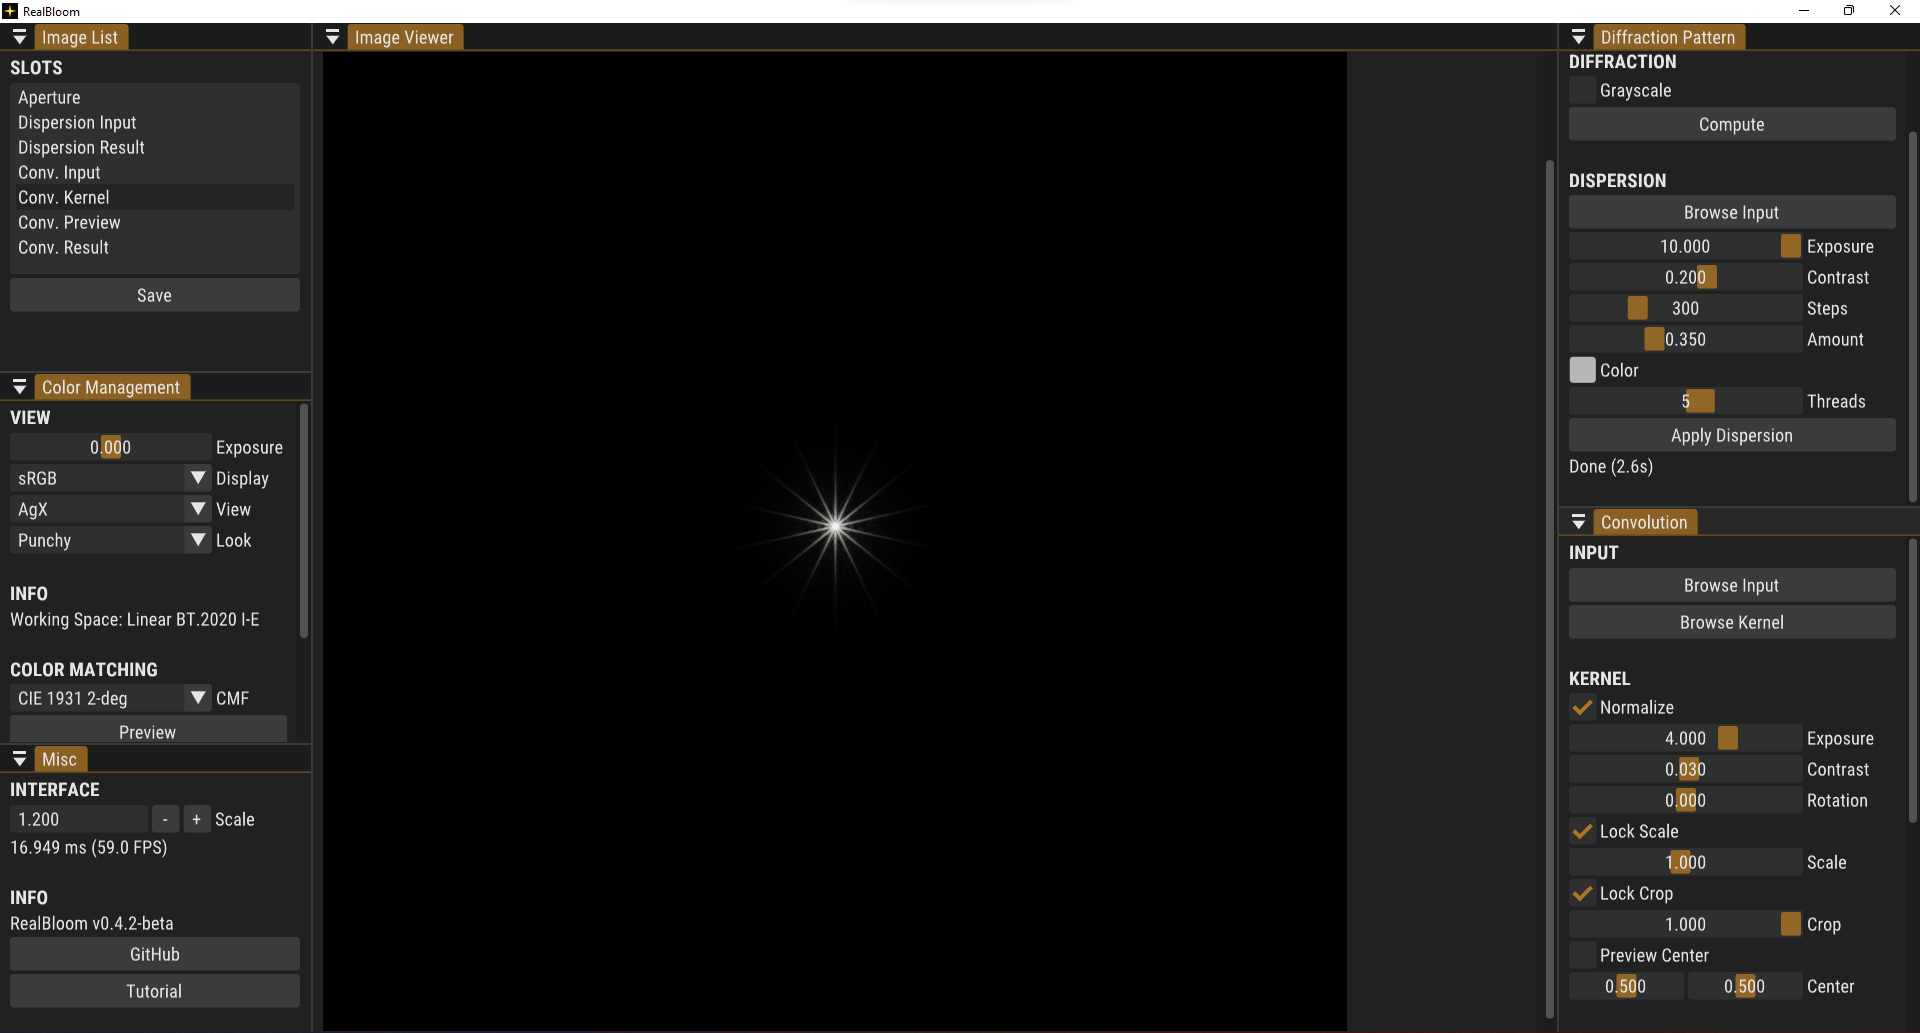 RealBloom
Image List
SLOTS
Aperture
Dispersion Input
Dispersion Result
Conv. Input
Conv. Kernel
Conv. Preview
Conv. Result
Save
Color Management
VIEW
0.000 Exposure
sRGB Display
AgX View
Punchy Look
INFO
Working Space: Linear BT.2020 I-E
COLOR MATCHING
CIE 1931 2-deg CMF
Preview
Misc
INTERFACE
1.200 - + Scale
16.949 ms (59.0 FPS)
INFO
RealBloom v0.4.2-beta
GitHub
Tutorial
Image Viewer
Diffraction Pattern
DIFFRACTION
Grayscale
Compute
DISPERSION
Browse Input
10.000 Exposure
0.200 Contrast
300 Steps
0.350 Amount
Color
5 Threads
Apply Dispersion
Done (2.6s)
Convolution
INPUT
Browse Input
Browse Kernel
KERNEL
Normalize
4.000 Exposure
0.030 Contrast
0.000 Rotation
Lock Scale
1.000 Scale
Lock Crop
1.000 Crop
Preview Center
0.500 0.500 Center